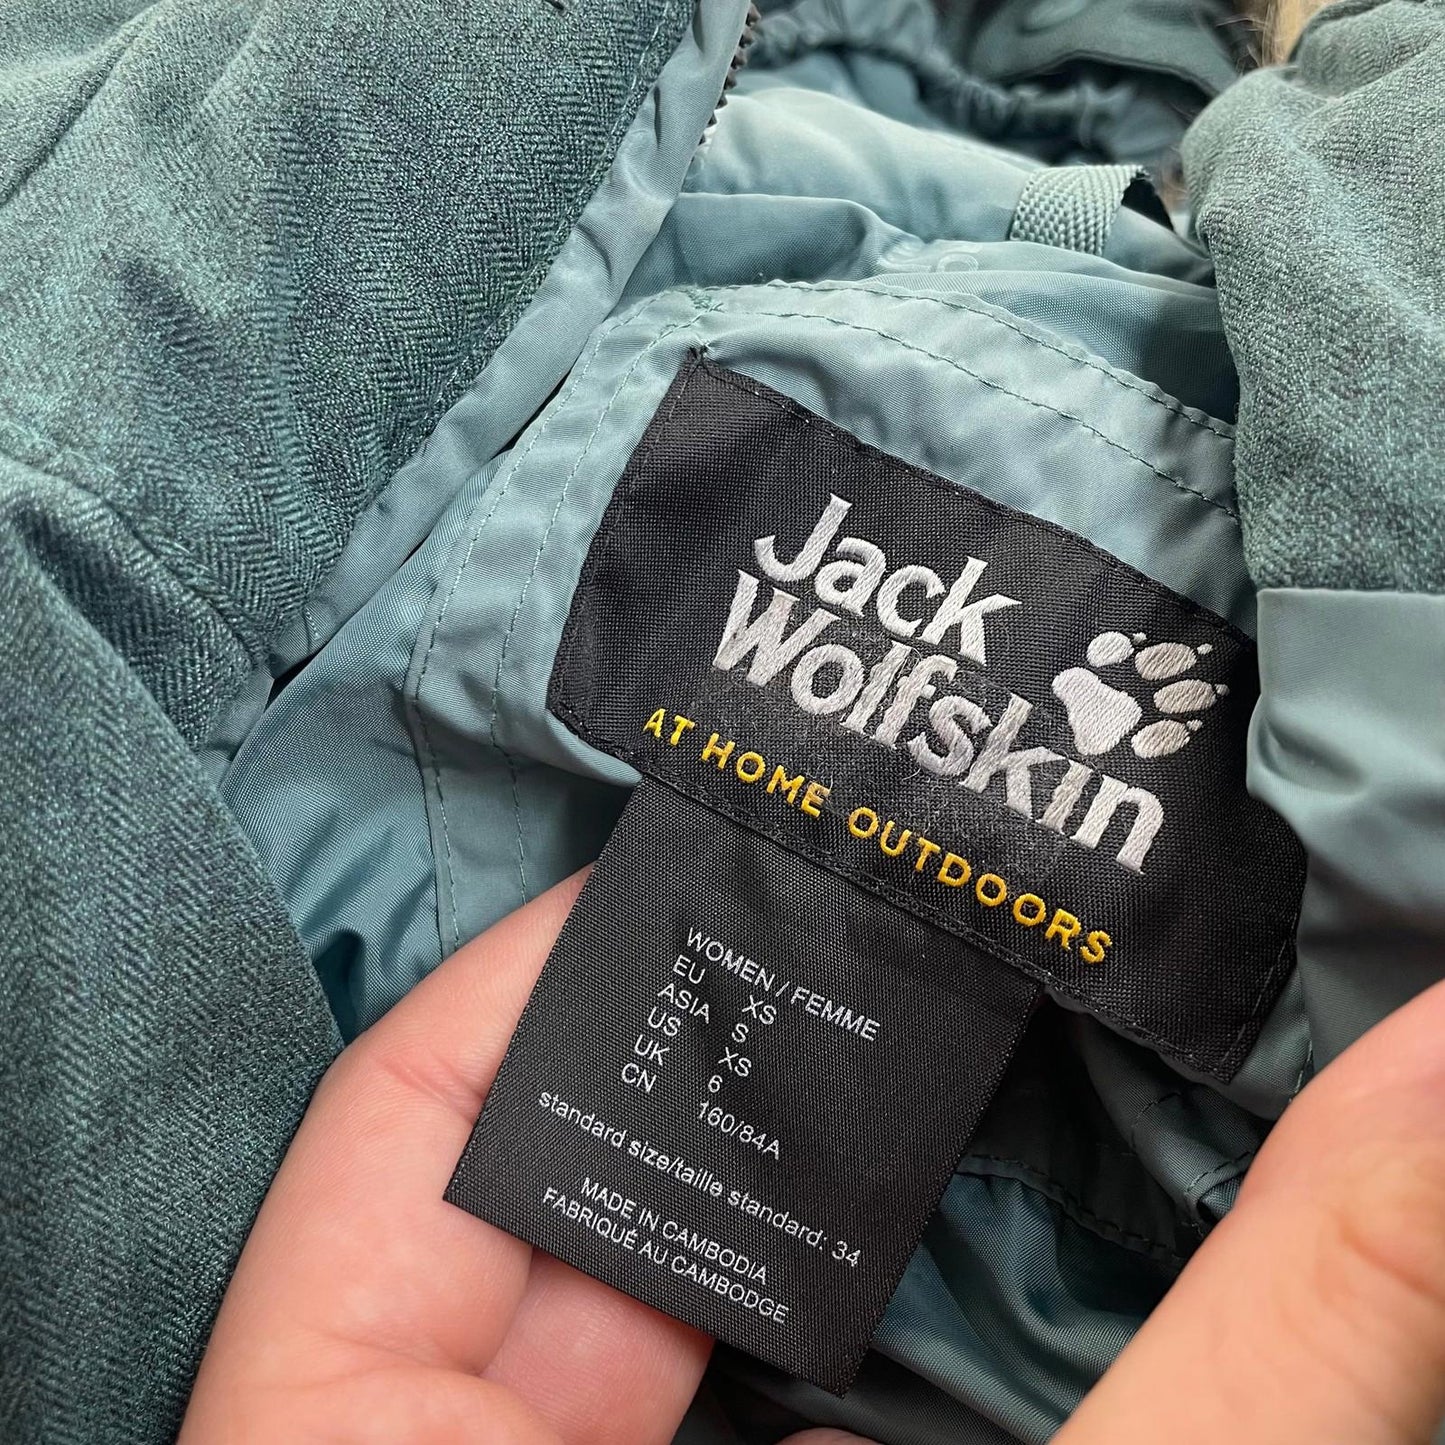 Jack
Wolfskin
AT HOME OUTDOORS
WOMEN / FEMME
EU XS
ASIA S
US XS
UK 6
CN 160/84A
standard size/taille standard: 34
MADE IN CAMBODIA
FABRIQUÉ AU CAMBODGE